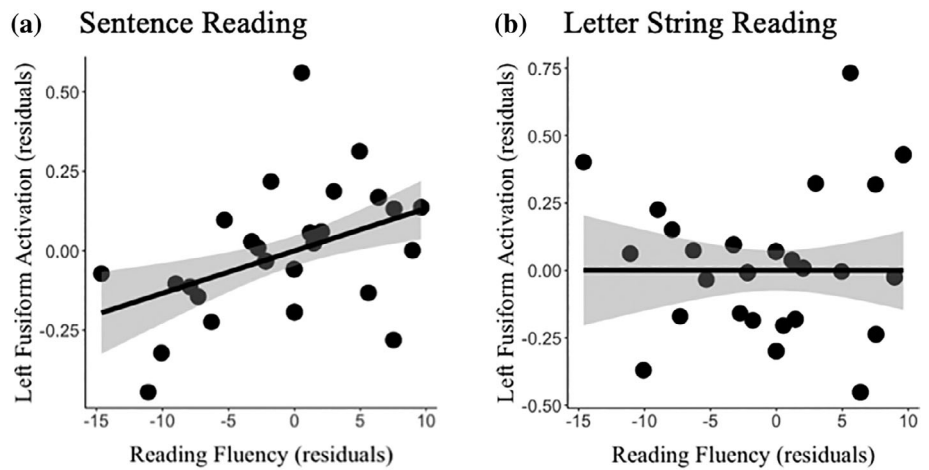 (a) Sentence Reading
Left Fusiform Activation (residuals)
0.50
0.25
0.00
-0.25
-15 -10 -5 0 5 10
Reading Fluency (residuals)
(b) Letter String Reading
Left Fusiform Activation (residuals)
0.75
0.50
0.25
0.00
-0.25
-0.50
-15 -10 -5 0 5 10
Reading Fluency (residuals)